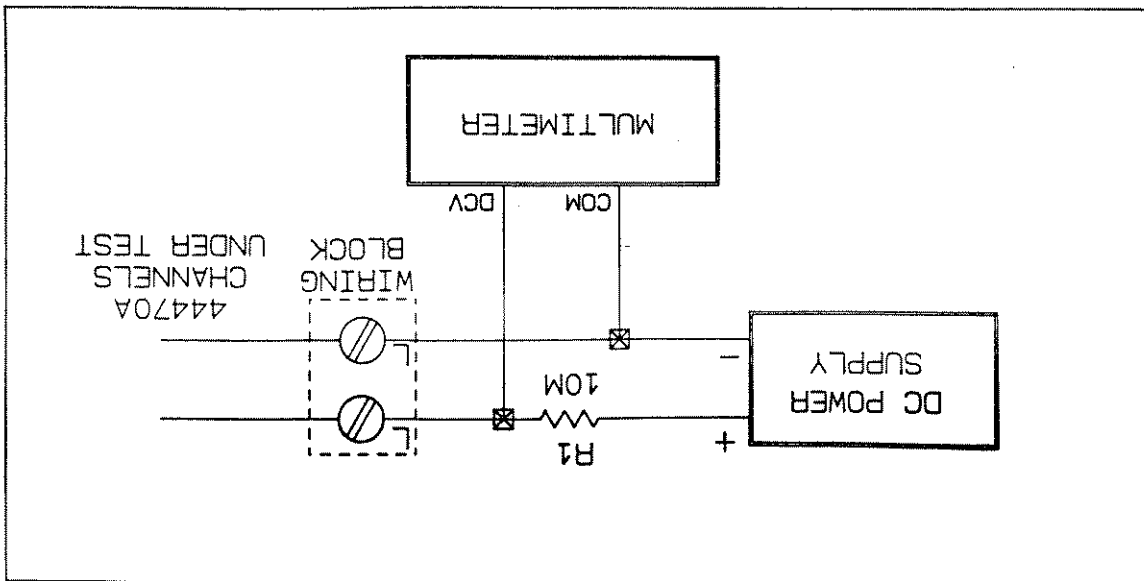 R1
10M
+
-
DC POWER
SUPPLY
WIRING
BLOCK
44470A
CHANNELS
UNDER TEST
COM
DCV
MULTIMETER